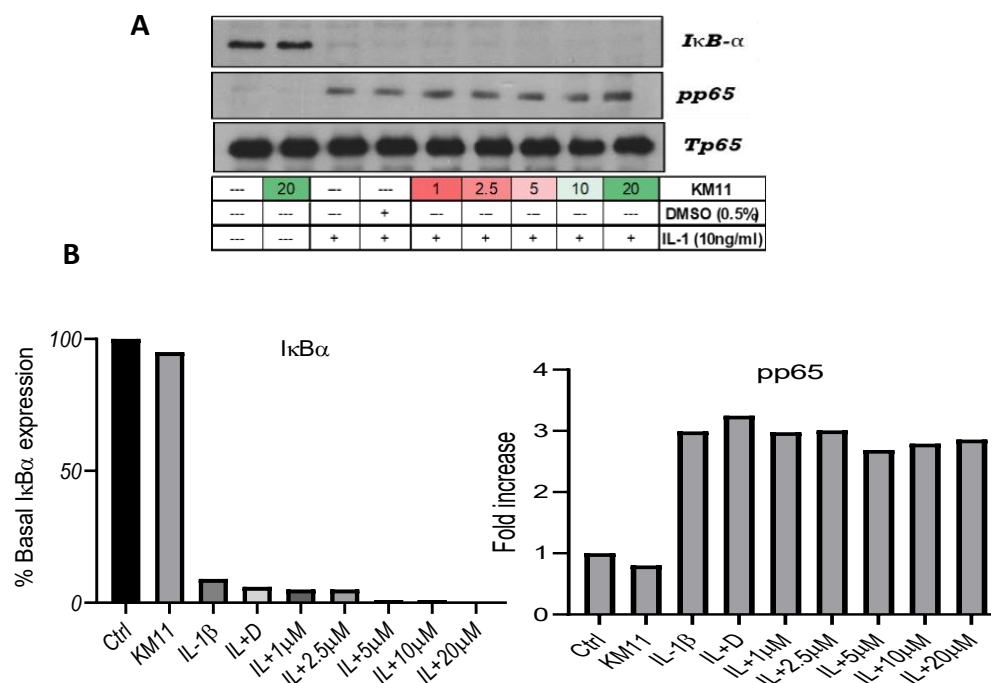 A
IκB-α
pp65
Tp65
--- 20 --- --- 1 2.5 5 10 20 KM11
--- --- --- + --- --- --- --- --- DMSO (0.5%)
--- --- + + + + + + + IL-1 (10ng/ml)
B
IκBα
% Basal IκBα expression
100
50
0
Ctrl
KM11
IL-1β
IL+D
IL+1μM
IL+2.5μM
IL+5μM
IL+10μM
IL+20μM
pp65
Fold increase
4
3
2
1
0
Ctrl
KM11
IL-1β
IL+D
IL+1μM
IL+2.5μM
IL+5μM
IL+10μM
IL+20μM